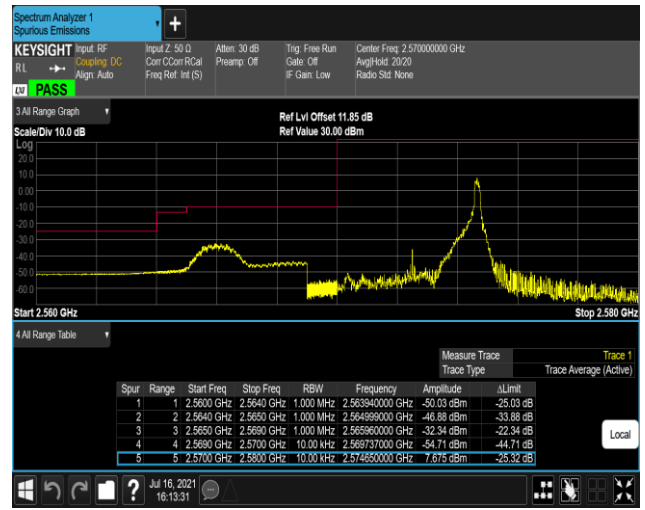 Spectrum Analyzer 1
Spurious Emissions
+
KEYSIGHT Input: RF Input Z: 50 Ω Atten: 30 dB Trig: Free Run Center Freq: 2.570000000 GHz
RL Coupling: DC Corr CCorr RCal Preamp: Off Gate: Off Avg|Hold: 20/20
Align: Auto Freq Ref: Int (S) IF Gain: Low Radio Std: None
LXI PASS
3 All Range Graph
Ref Lvl Offset 11.85 dB
Scale/Div 10.0 dB Ref Value 30.00 dBm
Log
20.0
10.0
0.00
-10.0
-20.0
-30.0
-40.0
-50.0
-60.0
Start 2.560 GHz Stop 2.580 GHz
4 All Range Table
Measure Trace Trace 1
Trace Type Trace Average (Active)
Spur Range Start Freq Stop Freq RBW Frequency Amplitude ΔLimit
1 1 2.5600 GHz 2.5640 GHz 1.000 MHz 2.563940000 GHz -50.03 dBm -25.03 dB
2 2 2.5640 GHz 2.5650 GHz 1.000 MHz 2.564999000 GHz -46.88 dBm -33.88 dB
3 3 2.5650 GHz 2.5690 GHz 1.000 MHz 2.565960000 GHz -32.34 dBm -22.34 dB
4 4 2.5690 GHz 2.5700 GHz 10.00 kHz 2.569737000 GHz -54.71 dBm -44.71 dB
5 5 2.5700 GHz 2.5800 GHz 10.00 kHz 2.574650000 GHz 7.675 dBm -25.32 dB
Local
? Jul 16, 2021
16:13:31